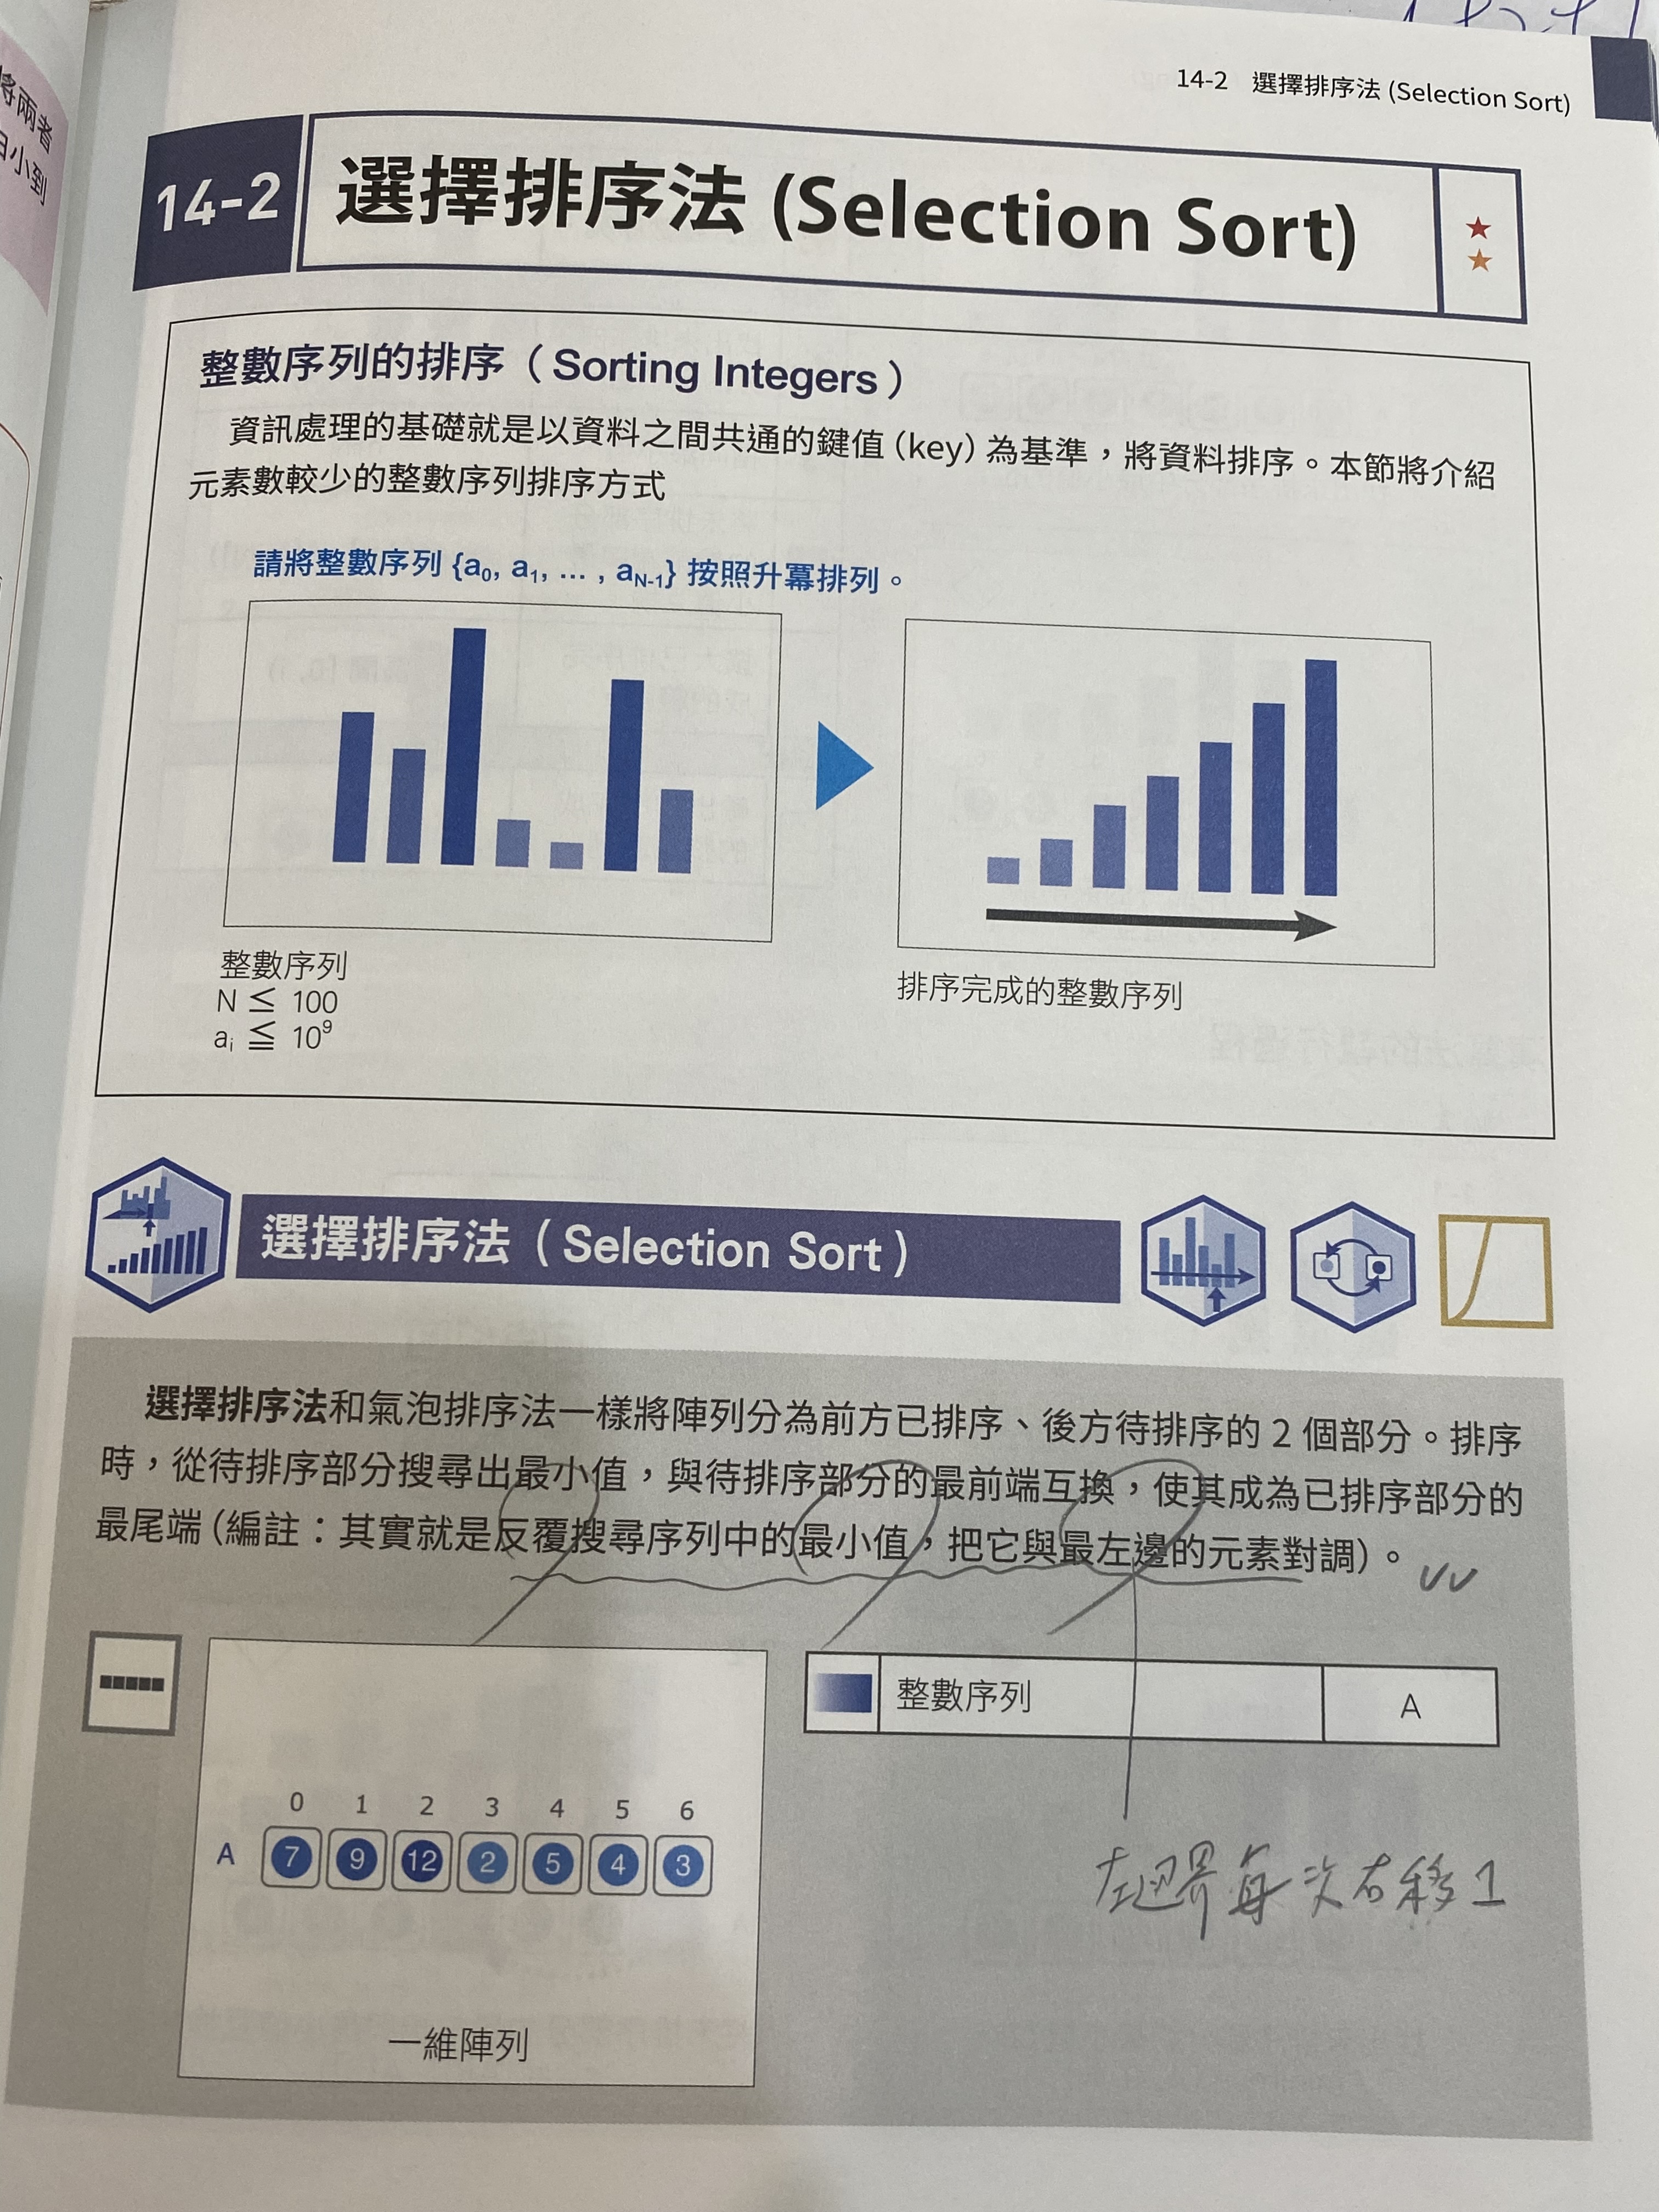 將兩者
小到
14-2 選擇排序法 (Selection Sort)
14-2 選擇排序法 (Selection Sort)
整數序列的排序（Sorting Integers）
資訊處理的基礎就是以資料之間共通的鍵值 (key) 為基準，將資料排序。本節將介紹
元素數較少的整數序列排序方式
請將整數序列 {a0, a1, ... , aN-1} 按照升冪排列。
整數序列
N ≤ 100
ai ≦ 10⁹
排序完成的整數序列
選擇排序法（Selection Sort）
選擇排序法和氣泡排序法一樣將陣列分為前方已排序、後方待排序的 2 個部分。排序
時，從待排序部分搜尋出最小值，與待排序部分的最前端互換，使其成為已排序部分的
最尾端 (編註：其實就是反覆搜尋序列中的最小值，把它與最左邊的元素對調)。
整數序列 A
0 1 2 3 4 5 6
A 7 9 12 2 5 4 3
左邊界每次右移1
一維陣列